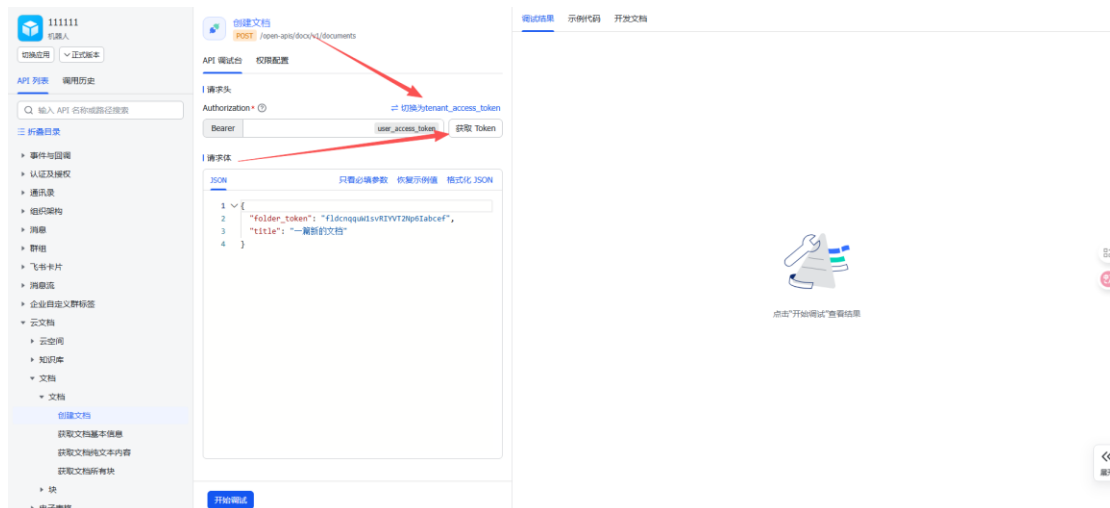 111111
机器人
切换应用
正式版本
API 列表
调用历史
输入 API 名称或路径搜索
折叠目录
事件与回调
认证及授权
通讯录
组织架构
消息
群组
飞书卡片
消息流
企业自定义群标签
云文档
云空间
知识库
文档
文档
创建文档
获取文档基本信息
获取文档纯文本内容
获取文档所有块
块
电子表格
创建文档
POST /open-apis/docx/v1/documents
API 调试台
权限配置
请求头
Authorization *
切换为tenant_access_token
Bearer
user_access_token
获取 Token
请求体
JSON
只看必填参数
恢复示例值
格式化 JSON
1 {
2 "folder_token": "fldcnqquW1svRIYVT2Np6Iabcef",
3 "title": "一篇新的文档"
4 }
开始调试
调试结果
示例代码
开发文档
点击"开始调试"查看结果